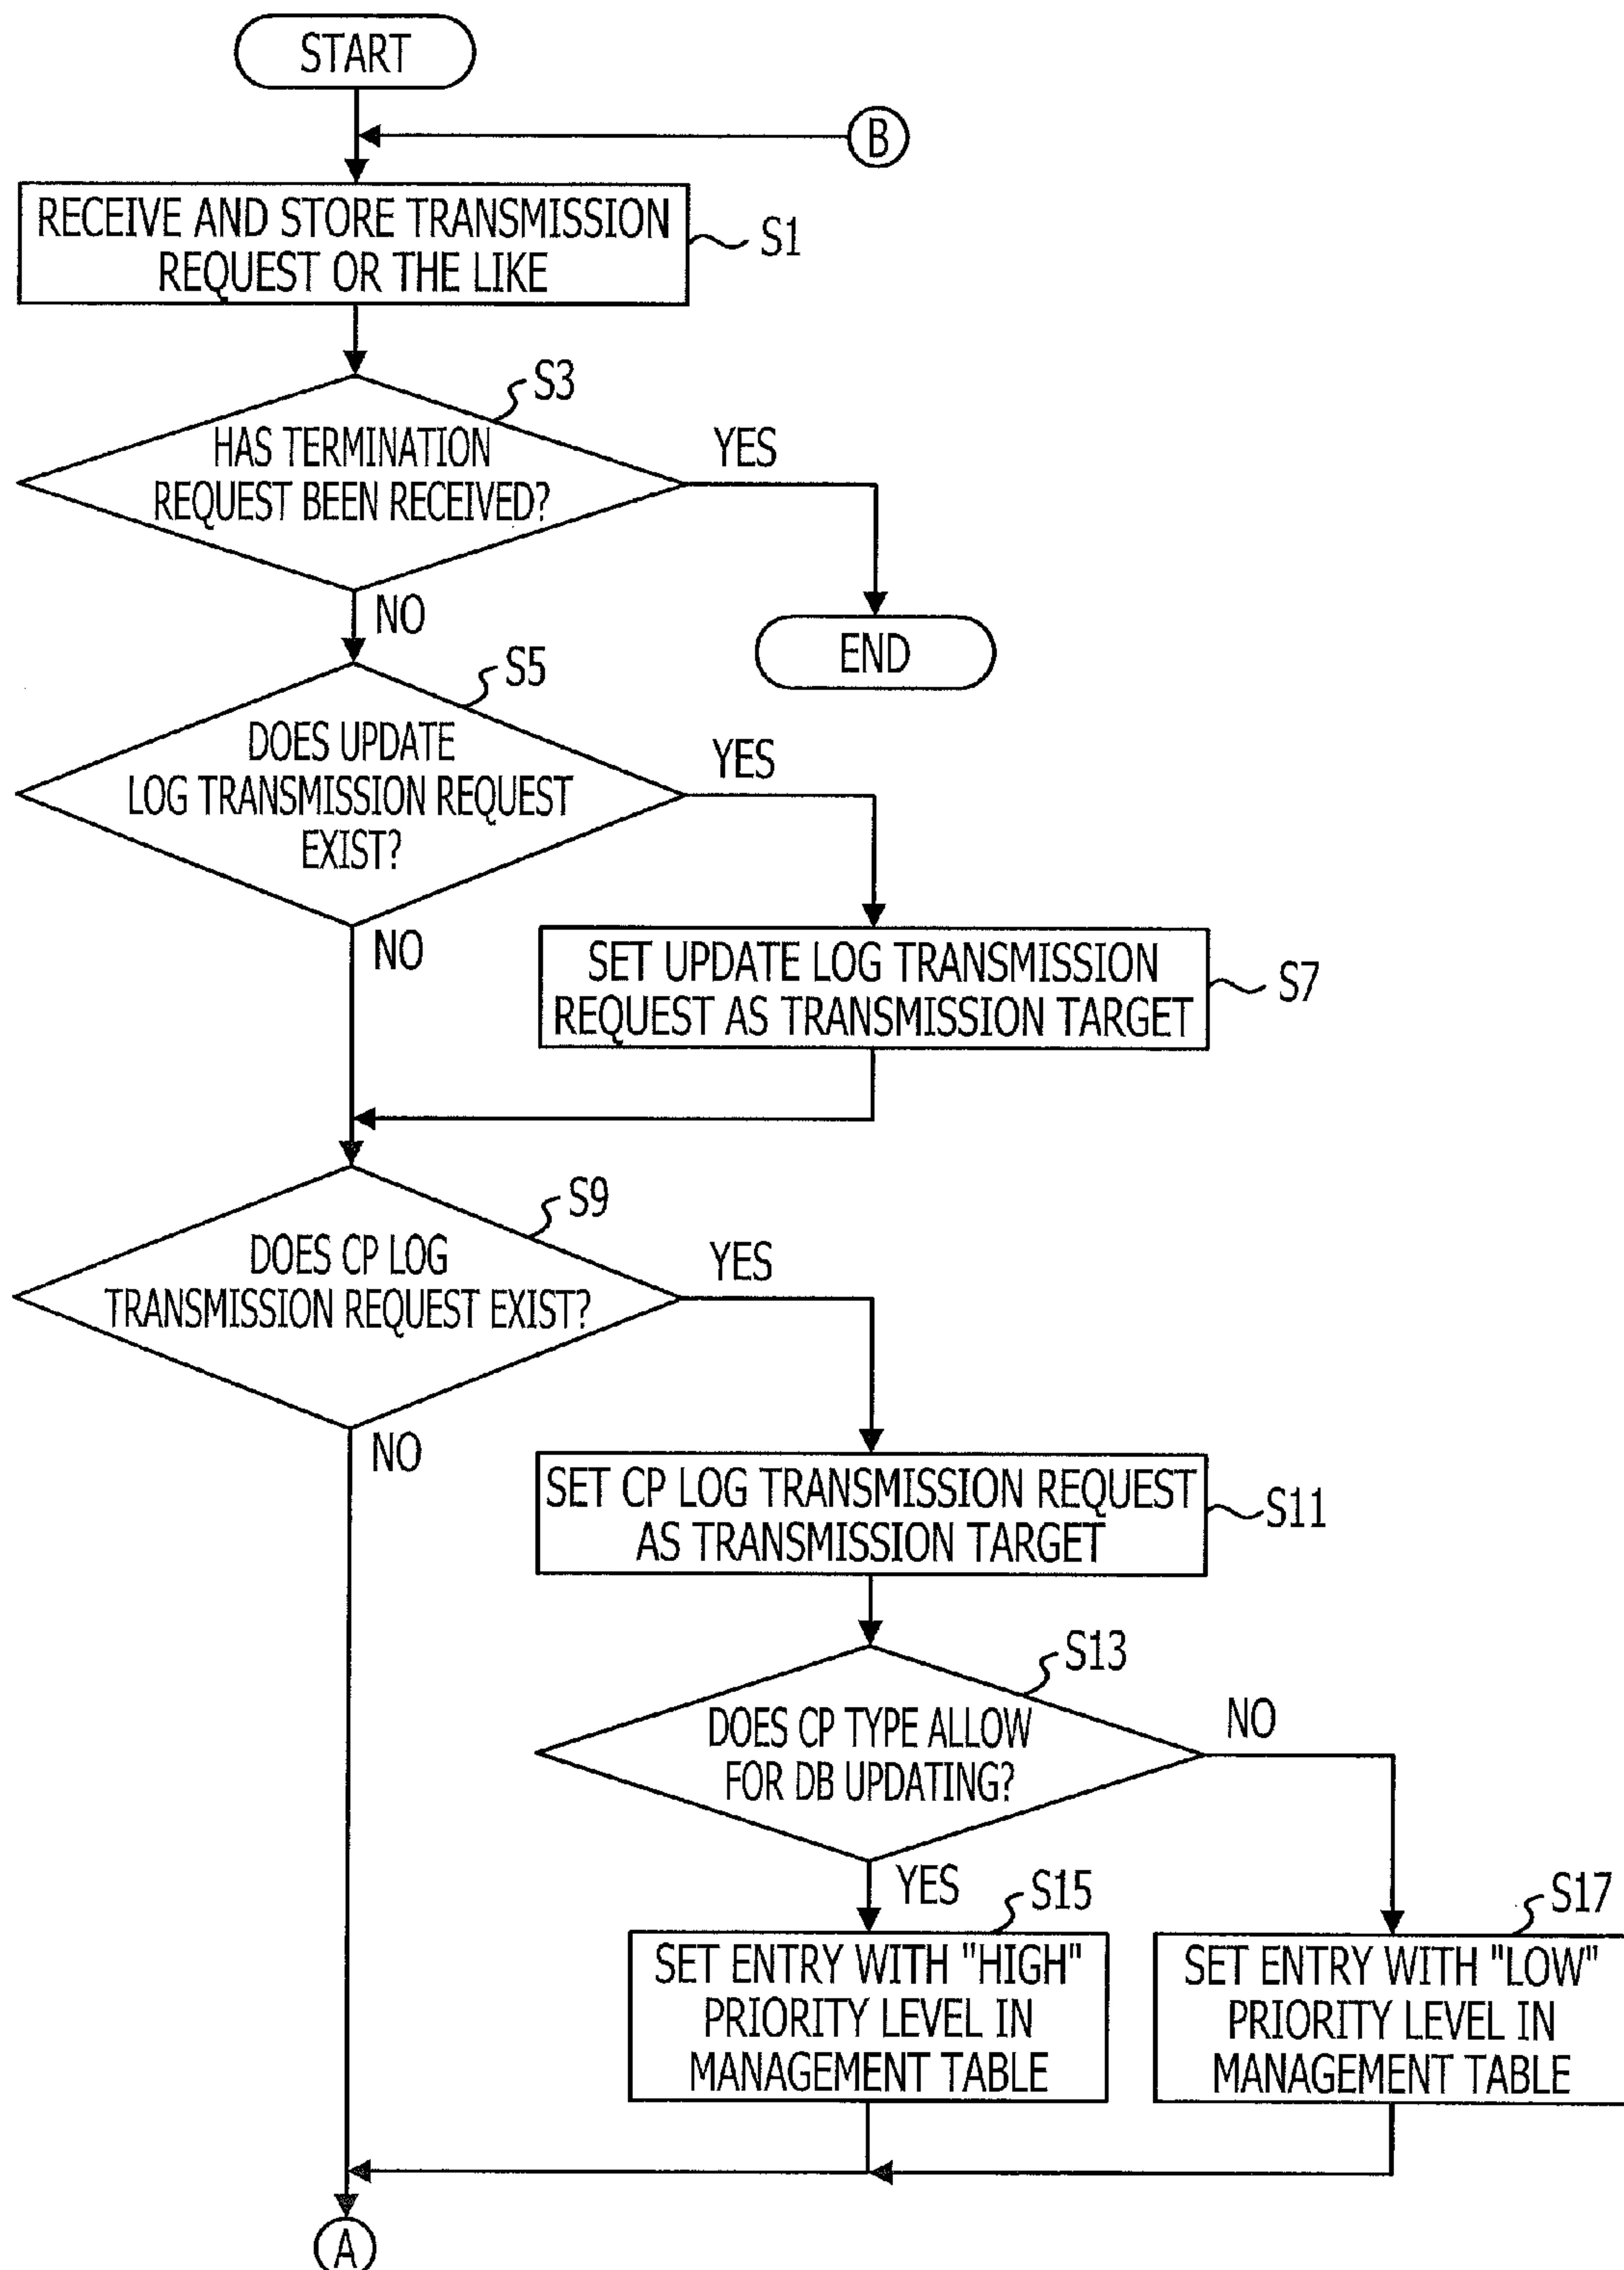 START
B
RECEIVE AND STORE TRANSMISSION
REQUEST OR THE LIKE
S1
S3
HAS TERMINATION
REQUEST BEEN RECEIVED?
YES
NO
END
S5
DOES UPDATE
LOG TRANSMISSION REQUEST
EXIST?
YES
NO
SET UPDATE LOG TRANSMISSION
REQUEST AS TRANSMISSION TARGET
S7
S9
DOES CP LOG
TRANSMISSION REQUEST EXIST?
YES
NO
SET CP LOG TRANSMISSION REQUEST
AS TRANSMISSION TARGET
S11
S13
DOES CP TYPE ALLOW
FOR DB UPDATING?
NO
YES
S15
SET ENTRY WITH "HIGH"
PRIORITY LEVEL IN
MANAGEMENT TABLE
S17
SET ENTRY WITH "LOW"
PRIORITY LEVEL IN
MANAGEMENT TABLE
A